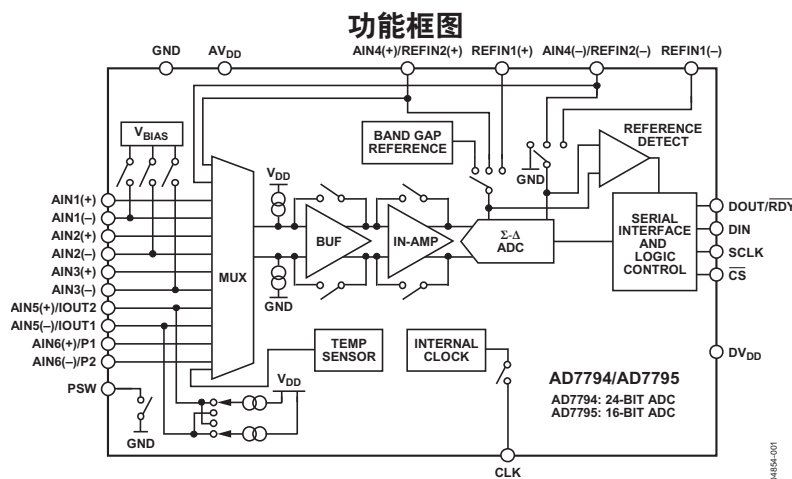 功能框图
GND
AVDD
AIN4(+)/REFIN2(+)
REFIN1(+)
AIN4(–)/REFIN2(–)
REFIN1(–)
VBIAS
BAND GAP
REFERENCE
GND
REFERENCE
DETECT
VDD
AIN1(+)
AIN1(–)
AIN2(+)
AIN2(–)
AIN3(+)
AIN3(–)
AIN5(+)/IOUT2
AIN5(–)/IOUT1
AIN6(+)/P1
AIN6(–)/P2
PSW
GND
MUX
BUF
IN-AMP
Σ-Δ
ADC
GND
SERIAL
INTERFACE
AND
LOGIC
CONTROL
DOUT/RDY
DIN
SCLK
CS
TEMP
SENSOR
INTERNAL
CLOCK
VDD
DVDD
AD7794/AD7795
AD7794: 24-BIT ADC
AD7795: 16-BIT ADC
CLK
04854-001